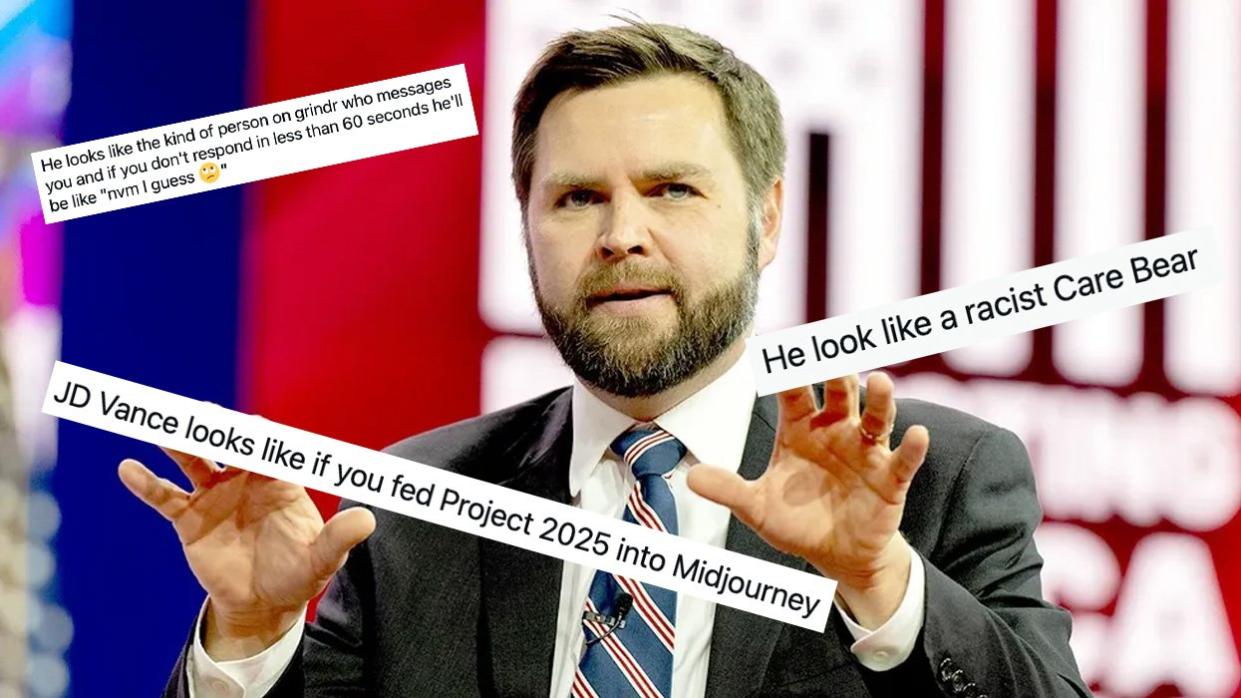 He looks like the kind of person on grindr who messages
you and if you don't respond in less than 60 seconds he'll
be like "nvm I guess 🙄"
He look like a racist Care Bear
JD Vance looks like if you fed Project 2025 into Midjourney